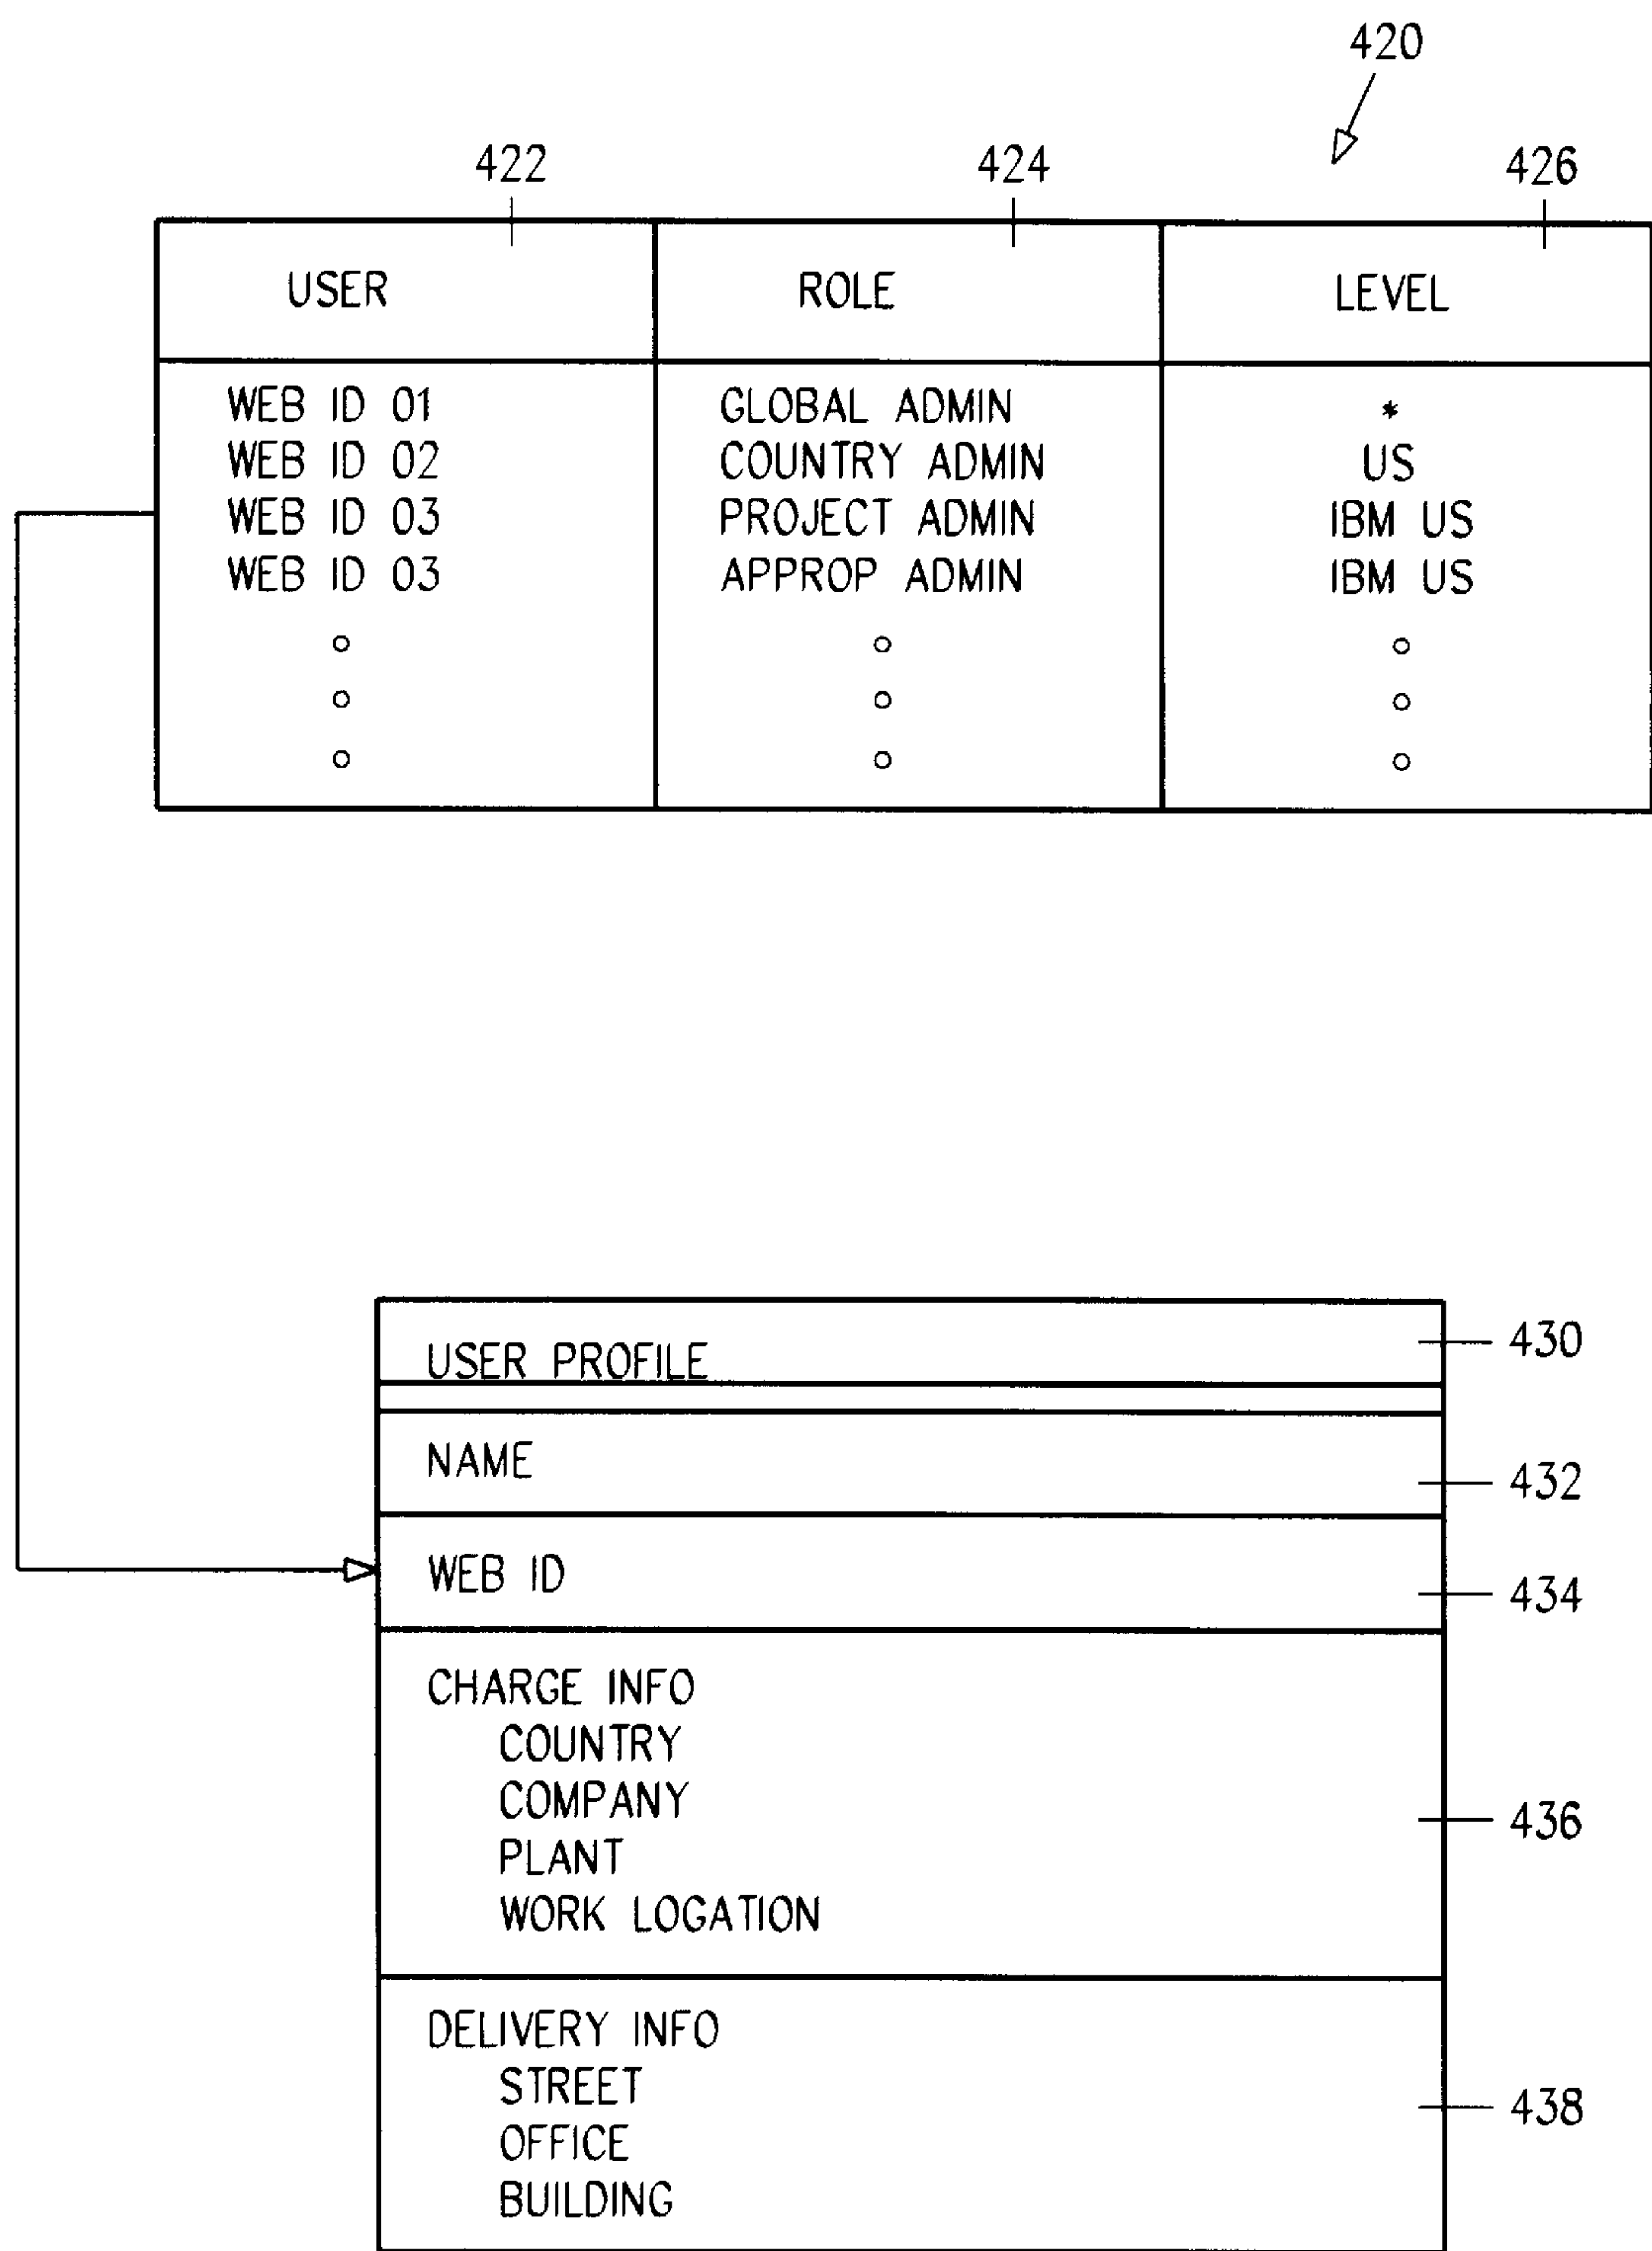 420
422 424 426
USER ROLE LEVEL
WEB ID 01 GLOBAL ADMIN *
WEB ID 02 COUNTRY ADMIN US
WEB ID 03 PROJECT ADMIN IBM US
WEB ID 03 APPROP ADMIN IBM US
USER PROFILE 430
NAME 432
WEB ID 434
CHARGE INFO
COUNTRY
COMPANY 436
PLANT
WORK LOGATION
DELIVERY INFO
STREET 438
OFFICE
BUILDING